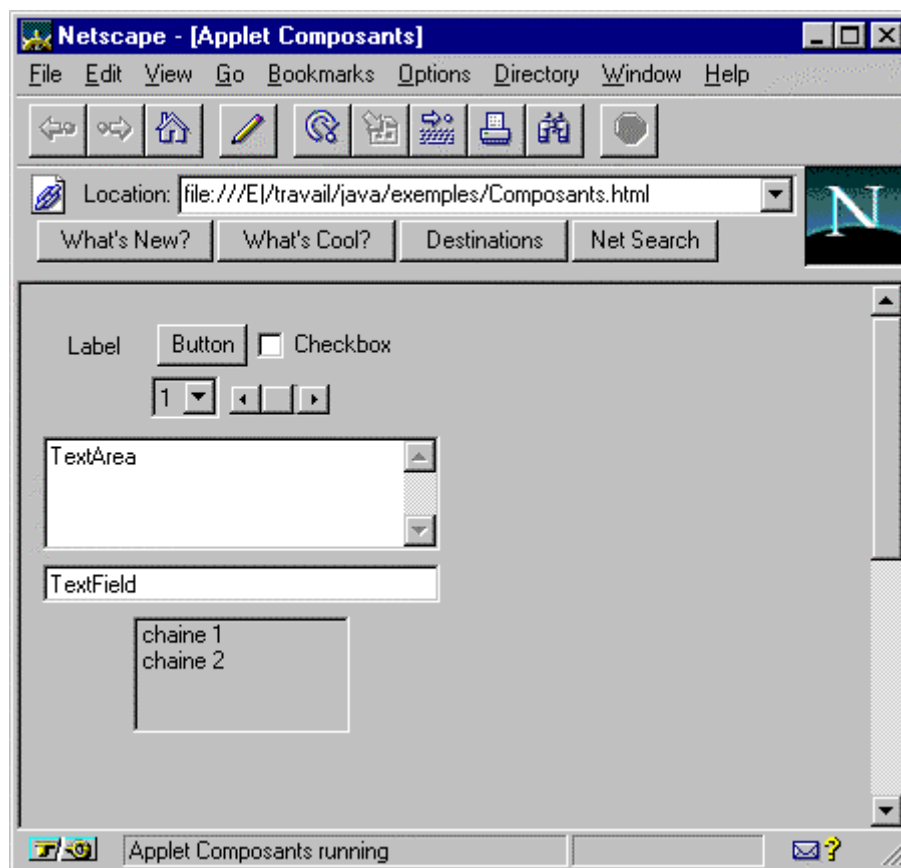 Netscape - [Applet Composants]
File Edit View Go Bookmarks Options Directory Window Help
Location: file:///E|/travail/java/exemples/Composants.html
N
What's New? What's Cool? Destinations Net Search
Label Button Checkbox
1
TextArea
TextField
chaine 1
chaine 2
Applet Composants running
?